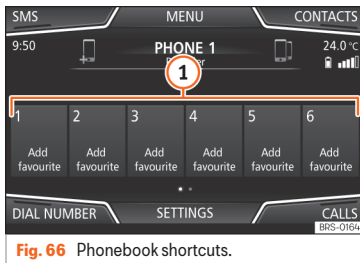 SMS MENU CONTACTS
9:50 PHONE 1 24.0 °C
1
1 2 3 4 5 6
Add Add Add Add Add Add
favourite favourite favourite favourite favourite favourite
DIAL NUMBER SETTINGS CALLS
BRS-0164
Fig. 66 Phonebook shortcuts.